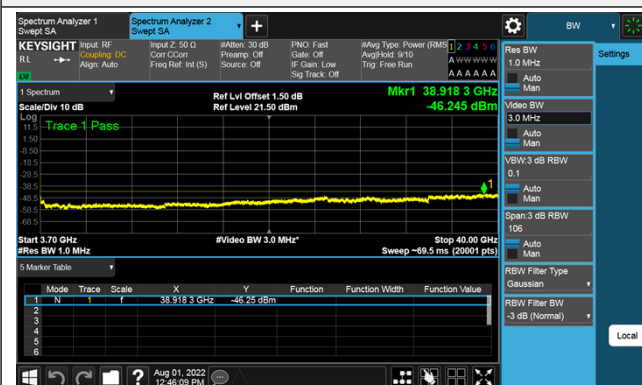 Spectrum Analyzer 1
Swept SA
Spectrum Analyzer 2
Swept SA
+
BW
KEYSIGHT
RL
LV
Input: RF
Coupling: DC
Align: Auto
Input Z: 50 Ω
Corr CCorr
Freq Ref: Int (S)
#Atten: 30 dB
Preamp: Off
Source: Off
PNO: Fast
Gate: Off
IF Gain: Low
Sig Track: Off
#Avg Type: Power (RMS
Avg|Hold: 9/10
Trig: Free Run
1 2 3 4 5 6
A W W W W W
A A A A A A
1 Spectrum
Scale/Div 10 dB
Ref Lvl Offset 1.50 dB
Ref Level 21.50 dBm
Mkr1 38.918 3 GHz
-46.245 dBm
Log
Trace 1 Pass
11.5
1.50
-8.50
-18.5
-28.5
-38.5
-48.5
-58.5
-68.5
1
Start 3.70 GHz
#Res BW 1.0 MHz
#Video BW 3.0 MHz*
Stop 40.00 GHz
Sweep ~69.5 ms (20001 pts)
5 Marker Table
Mode Trace Scale X Y Function Function Width Function Value
1 N 1 f 38.918 3 GHz -46.25 dBm
2
3
4
5
6
Aug 01, 2022
12:46:09 PM
Res BW
1.0 MHz
Auto
Man
Video BW
3.0 MHz
Auto
Man
VBW:3 dB RBW
0.1
Auto
Man
Span:3 dB RBW
106
Auto
Man
RBW Filter Type
Gaussian
RBW Filter BW
-3 dB (Normal)
Settings
Local